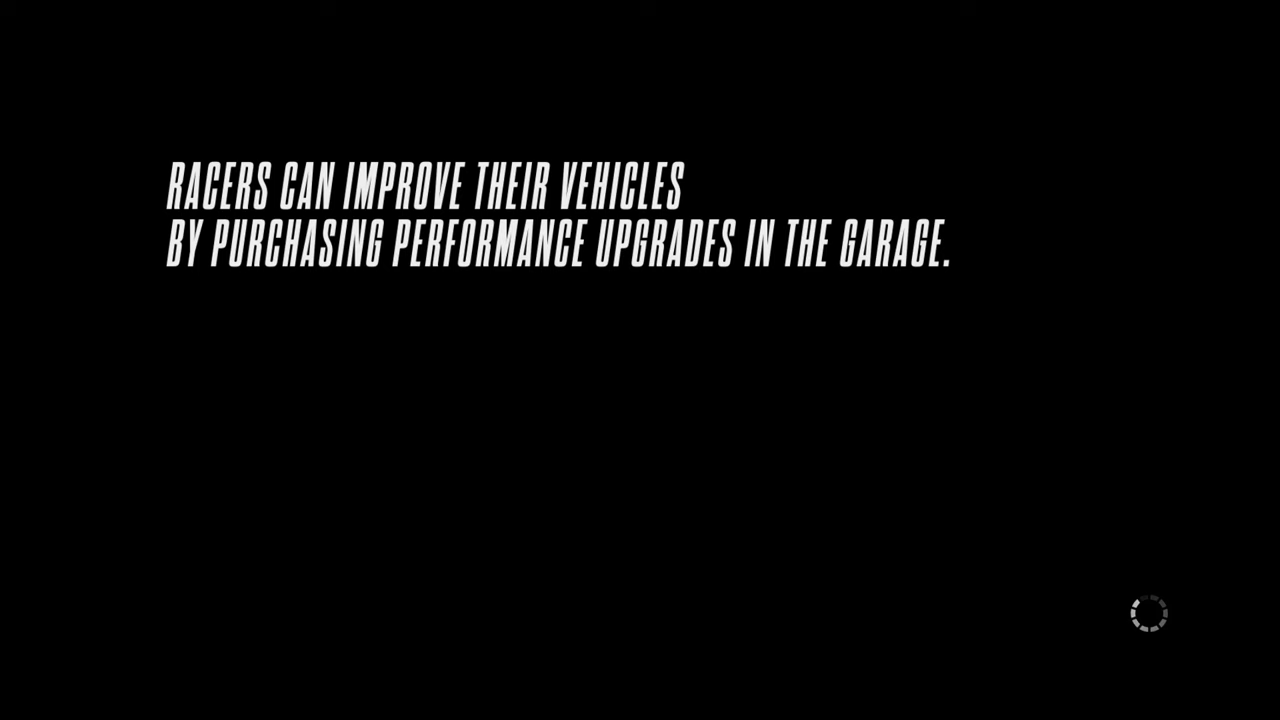 RACERS CAN IMPROVE THEIR VEHICLES
BY PURCHASING PERFORMANCE UPGRADES IN THE GARAGE.